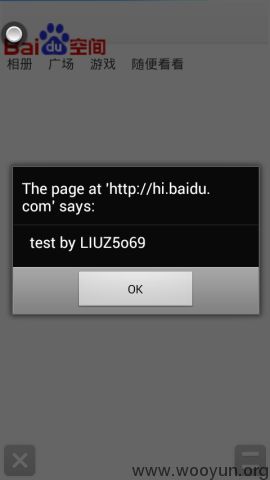 Bai du 空间
相册 广场 游戏 随便看看
The page at 'http://hi.baidu.
com' says:
test by LIUZ5o69
OK
www.wooyun.org